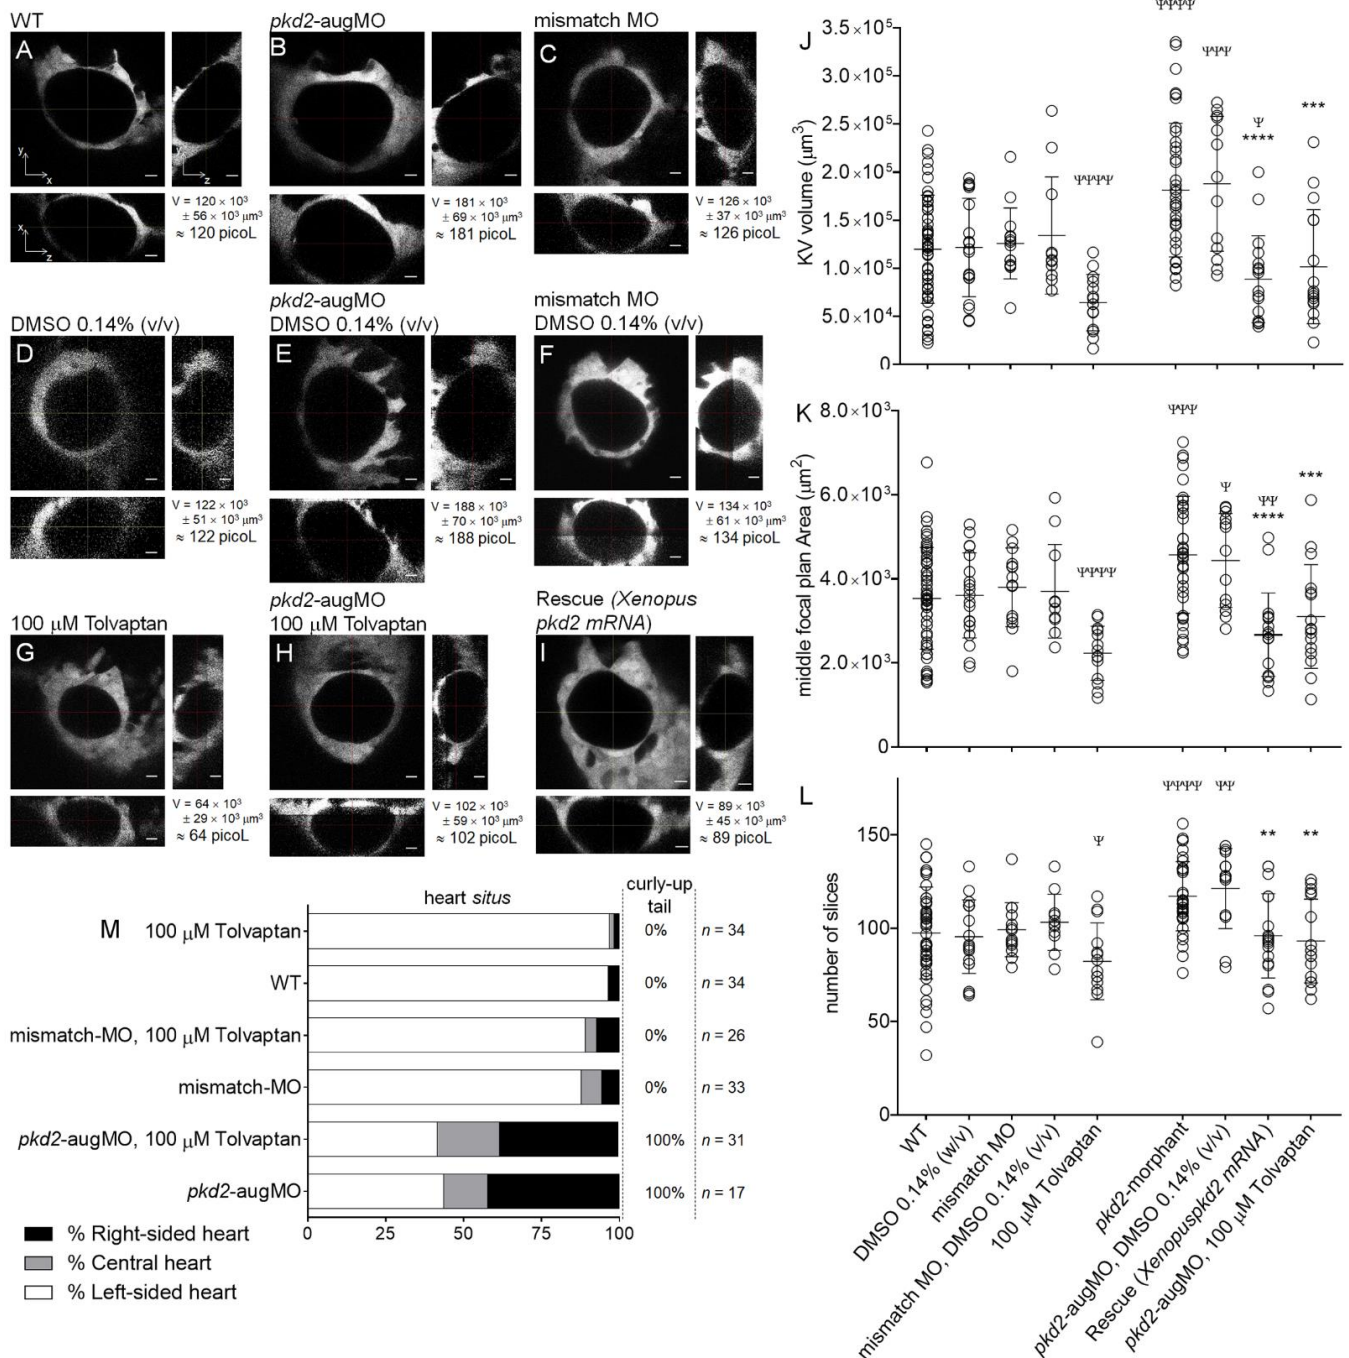 WT
A
y
x
z
x
z
V = 120 × 10³
± 56 × 10³ µm³
≈ 120 picoL
pkd2-augMO
B
V = 181 × 10³
± 69 × 10³ µm³
≈ 181 picoL
mismatch MO
C
V = 126 × 10³
± 37 × 10³ µm³
≈ 126 picoL
DMSO 0.14% (v/v)
D
V = 122 × 10³
± 51 × 10³ µm³
≈ 122 picoL
pkd2-augMO
DMSO 0.14% (v/v)
E
V = 188 × 10³
± 70 × 10³ µm³
≈ 188 picoL
mismatch MO
DMSO 0.14% (v/v)
F
V = 134 × 10³
± 61 × 10³ µm³
≈ 134 picoL
100 µM Tolvaptan
G
V = 64 × 10³
± 29 × 10³ µm³
≈ 64 picoL
pkd2-augMO
100 µM Tolvaptan
H
V = 102 × 10³
± 59 × 10³ µm³
≈ 102 picoL
Rescue (Xenopus
pkd2 mRNA)
I
V = 89 × 10³
± 45 × 10³ µm³
≈ 89 picoL
J
KV volume (µm³)
3.5×10⁵
3.0×10⁵
2.5×10⁵
2.0×10⁵
1.5×10⁵
1.0×10⁵
5.0×10⁴
0
ΨΨΨΨ
ΨΨΨΨ
ΨΨΨ
Ψ
****
***
K
middle focal plan Area (µm²)
8.0×10³
6.0×10³
4.0×10³
2.0×10³
0
ΨΨΨΨ
ΨΨΨ
Ψ
ΨΨ
****
***
L
number of slices
150
100
50
0
Ψ
ΨΨΨΨ
ΨΨ
**
**
WT
DMSO 0.14% (w/v)
mismatch MO
mismatch MO, DMSO 0.14% (v/v)
100 µM Tolvaptan
pkd2-morphant
pkd2-augMO, DMSO 0.14% (v/v)
Rescue (Xenopuspkd2 mRNA)
pkd2-augMO, 100 µM Tolvaptan
M
heart situs
curly-up
tail
100 µM Tolvaptan 0% n = 34
WT 0% n = 34
mismatch-MO, 100 µM Tolvaptan 0% n = 26
mismatch-MO 0% n = 33
pkd2-augMO, 100 µM Tolvaptan 100% n = 31
pkd2-augMO 100% n = 17
0 25 50 75 100
% Right-sided heart
% Central heart
% Left-sided heart